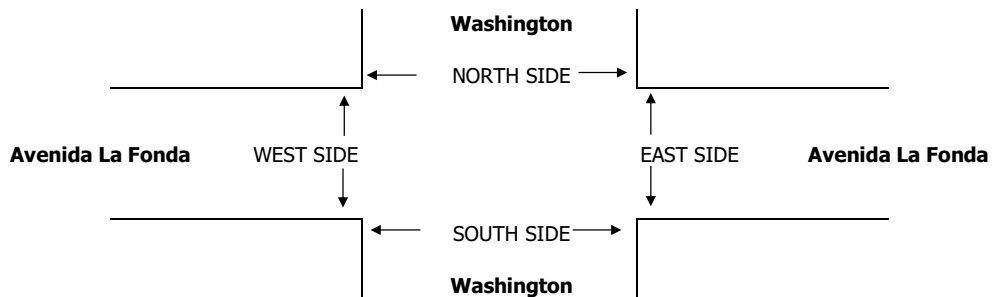 Washington
NORTH SIDE
Avenida La Fonda WEST SIDE EAST SIDE Avenida La Fonda
SOUTH SIDE
Washington